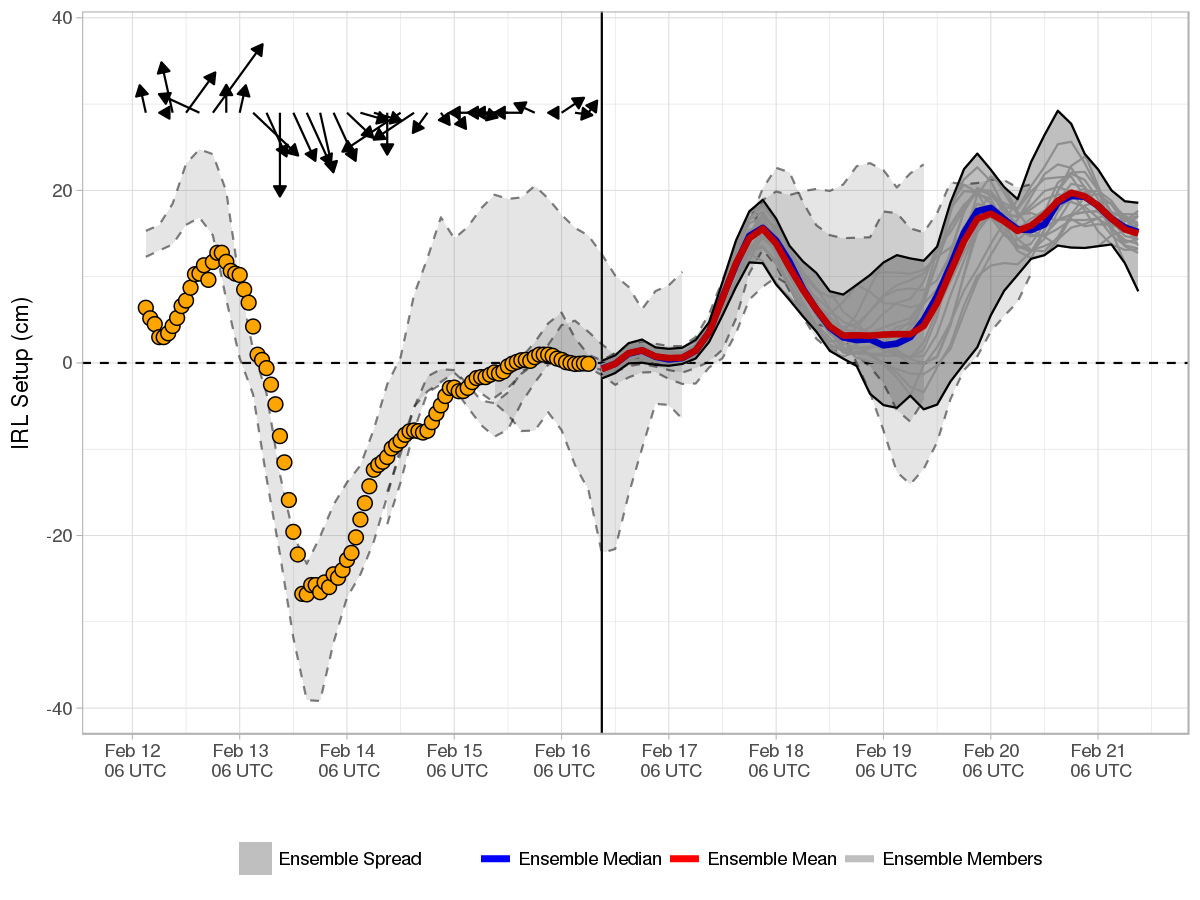 IRL Setup (cm)
40
20
0
-20
-40
Feb 12 Feb 13 Feb 14 Feb 15 Feb 16 Feb 17 Feb 18 Feb 19 Feb 20 Feb 21
06 UTC 06 UTC 06 UTC 06 UTC 06 UTC 06 UTC 06 UTC 06 UTC 06 UTC 06 UTC
Ensemble Spread Ensemble Median Ensemble Mean Ensemble Members